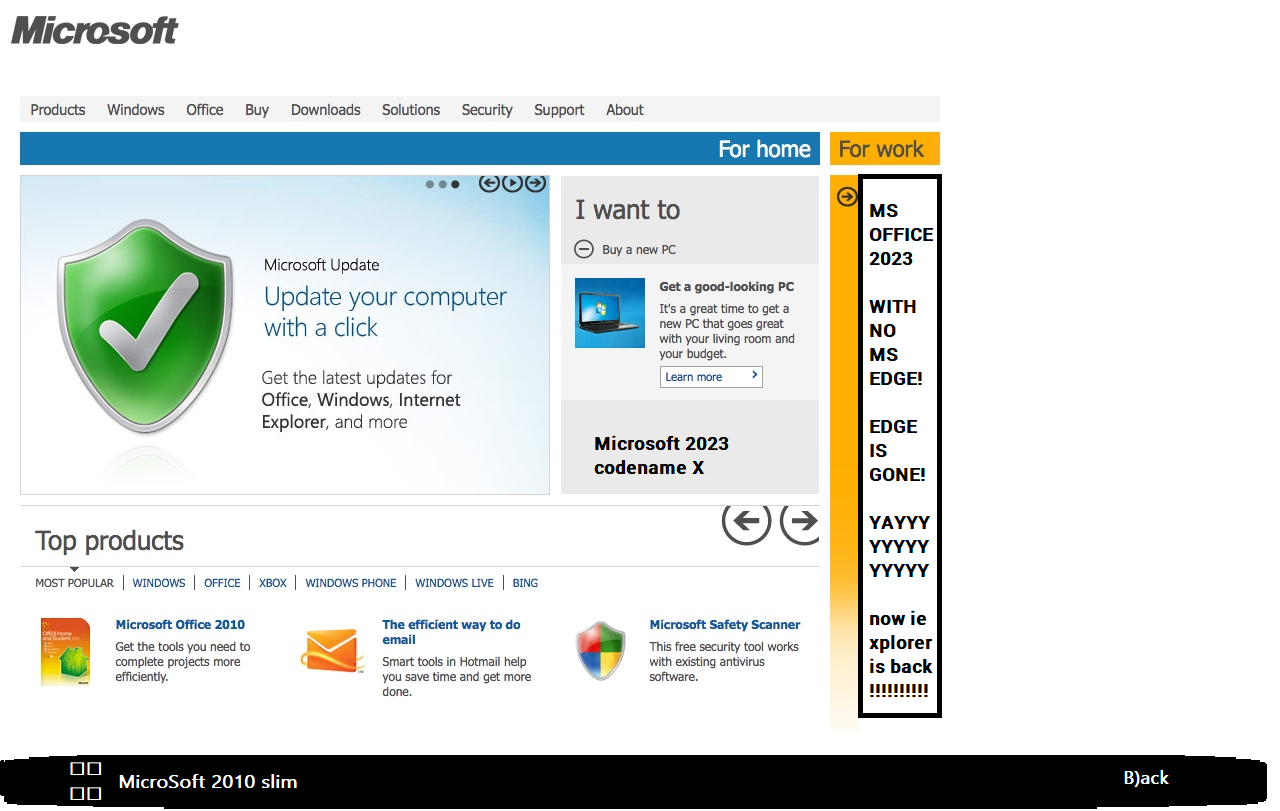 Microsoft
Products Windows Office Buy Downloads Solutions Security Support About
For home
For work
Microsoft Update
Update your computer
with a click
Get the latest updates for
Office, Windows, Internet
Explorer, and more
I want to
Buy a new PC
Get a good-looking PC
It's a great time to get a
new PC that goes great
with your living room and
your budget.
Learn more
Microsoft 2023
codename X
MS
OFFICE
2023
WITH
NO
MS
EDGE!
EDGE
IS
GONE!
YAYYY
YYYYY
YYYYY
now ie
xplorer
is back
!!!!!!!!!!
Top products
MOST POPULAR WINDOWS OFFICE XBOX WINDOWS PHONE WINDOWS LIVE BING
Microsoft Office 2010
Get the tools you need to
complete projects more
efficiently.
The efficient way to do
email
Smart tools in Hotmail help
you save time and get more
done.
Microsoft Safety Scanner
This free security tool works
with existing antivirus
software.
MicroSoft 2010 slim
B)ack